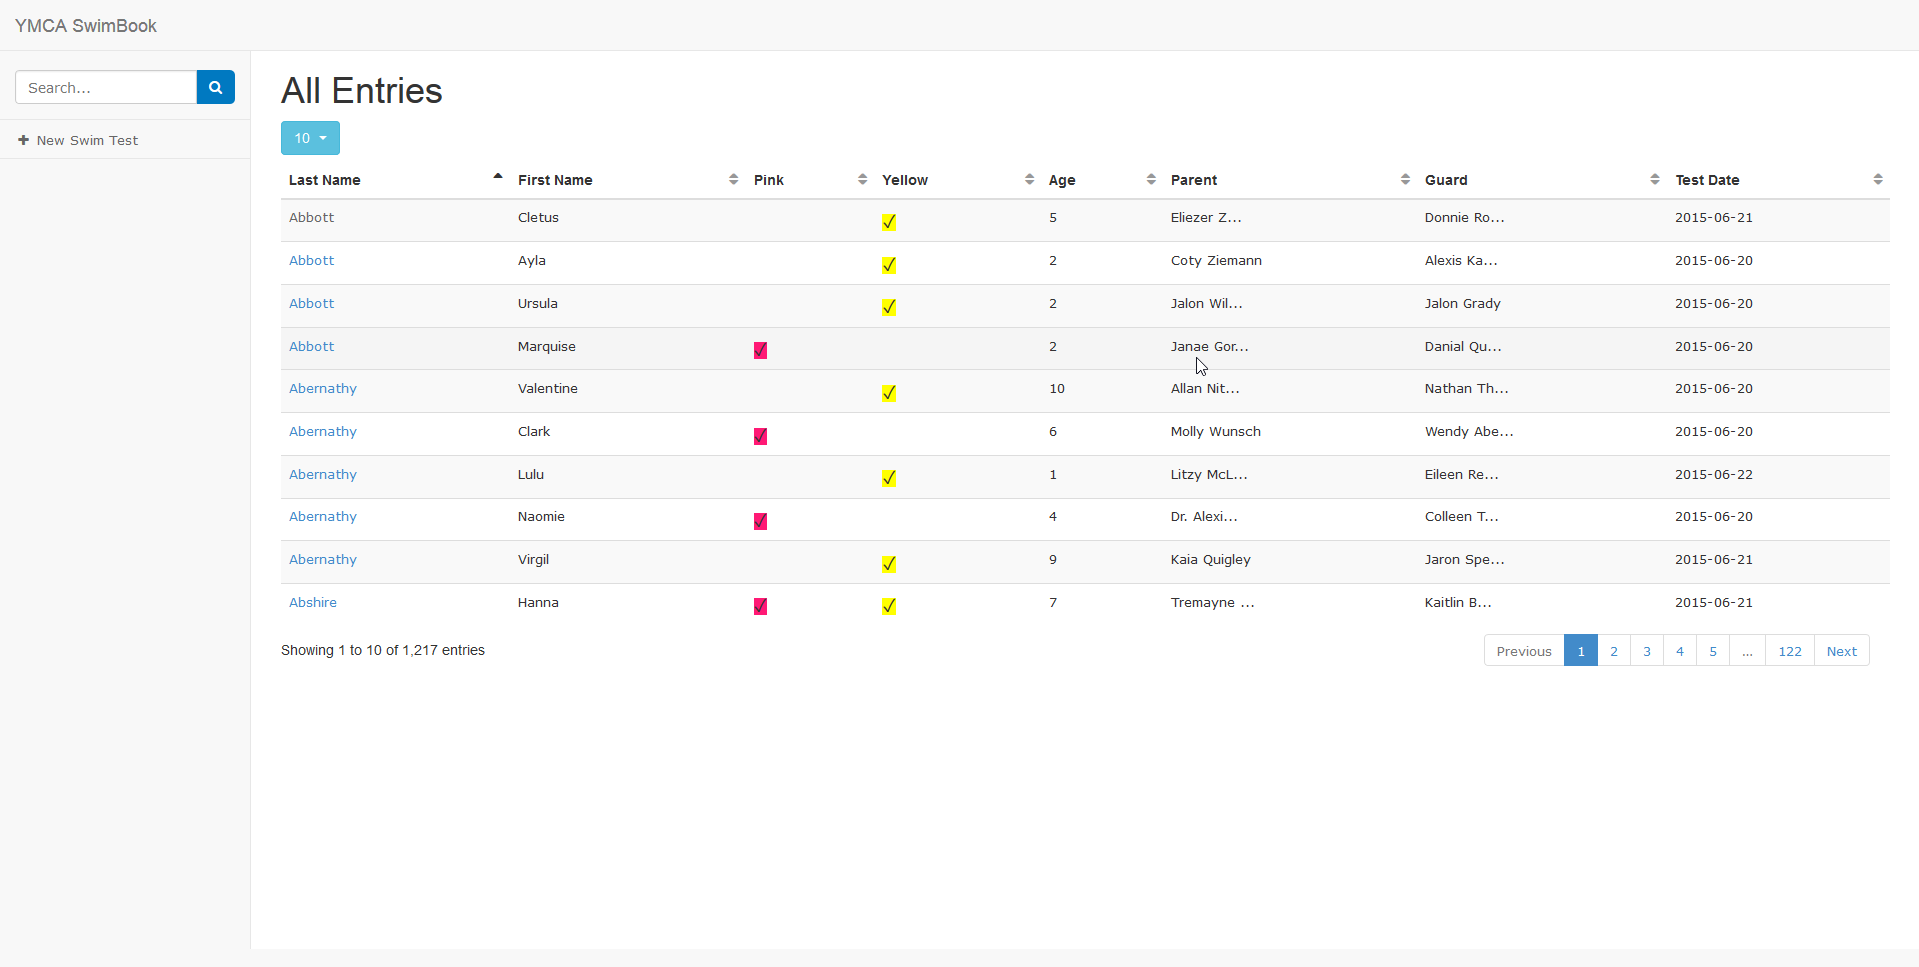 YMCA SwimBook
Search...
New Swim Test
All Entries
10
Last Name First Name Pink Yellow Age Parent Guard Test Date
Abbott Cletus ✓ 5 Eliezer Z... Donnie Ro... 2015-06-21
Abbott Ayla ✓ 2 Coty Ziemann Alexis Ka... 2015-06-20
Abbott Ursula ✓ 2 Jalon Wil... Jalon Grady 2015-06-20
Abbott Marquise ✓ 2 Janae Gor... Danial Qu... 2015-06-20
Abernathy Valentine ✓ 10 Allan Nit... Nathan Th... 2015-06-20
Abernathy Clark ✓ 6 Molly Wunsch Wendy Abe... 2015-06-20
Abernathy Lulu ✓ 1 Litzy McL... Eileen Re... 2015-06-22
Abernathy Naomie ✓ 4 Dr. Alexi... Colleen T... 2015-06-20
Abernathy Virgil ✓ 9 Kaia Quigley Jaron Spe... 2015-06-21
Abshire Hanna ✓ ✓ 7 Tremayne ... Kaitlin B... 2015-06-21
Showing 1 to 10 of 1,217 entries
Previous 1 2 3 4 5 ... 122 Next